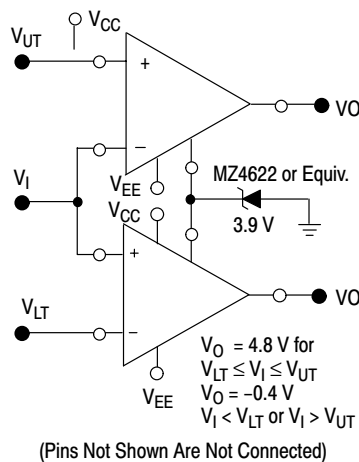 VCC
VUT
+
VO
−
MZ4622 or Equiv.
VI
VEE
VCC
3.9 V
+
VO
VLT
−
VEE
VO = 4.8 V for
VLT ≤ VI ≤ VUT
VO = −0.4 V
VI < VLT or VI > VUT
(Pins Not Shown Are Not Connected)